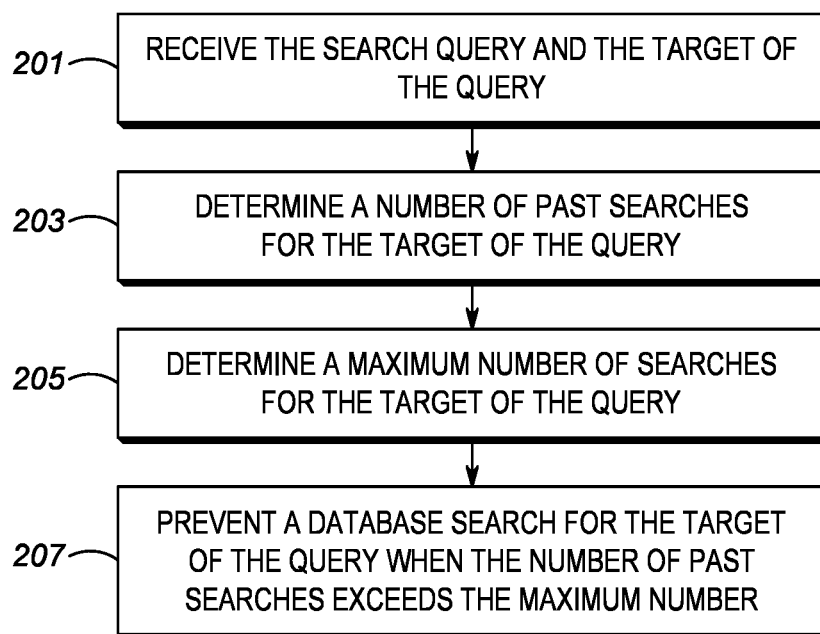 201
RECEIVE THE SEARCH QUERY AND THE TARGET OF
THE QUERY
203
DETERMINE A NUMBER OF PAST SEARCHES
FOR THE TARGET OF THE QUERY
205
DETERMINE A MAXIMUM NUMBER OF SEARCHES
FOR THE TARGET OF THE QUERY
207
PREVENT A DATABASE SEARCH FOR THE TARGET
OF THE QUERY WHEN THE NUMBER OF PAST
SEARCHES EXCEEDS THE MAXIMUM NUMBER